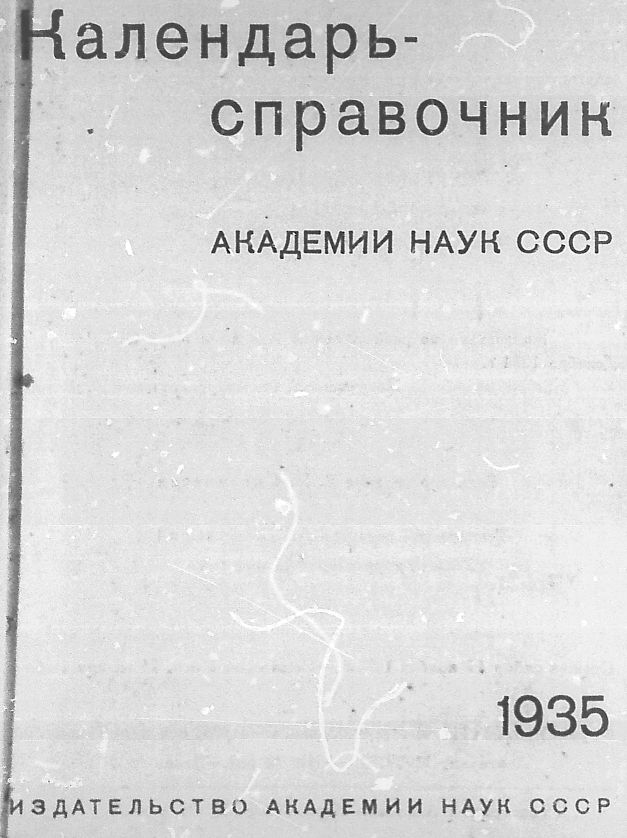 Календарь-
справочник
АКАДЕМИИ НАУК СССР
1935
ИЗДАТЕЛЬСТВО АКАДЕМИИ НАУК СССР